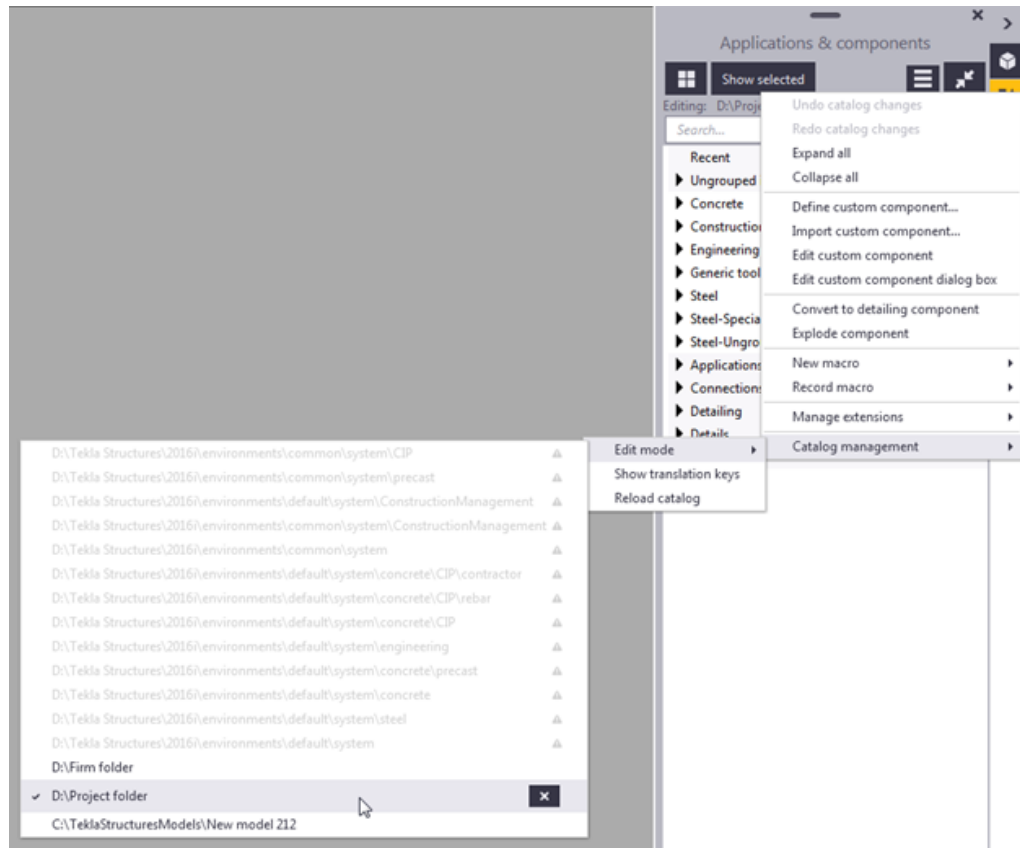 Applications & components
Show selected
Editing: D:\Proje
Search...
Recent
Ungrouped
Concrete
Construction
Engineering
Generic tool
Steel
Steel-Specia
Steel-Ungro
Applications
Connections
Detailing
Details
Undo catalog changes
Redo catalog changes
Expand all
Collapse all
Define custom component...
Import custom component...
Edit custom component
Edit custom component dialog box
Convert to detailing component
Explode component
New macro
Record macro
Manage extensions
Catalog management
Edit mode
Show translation keys
Reload catalog
D:\Tekla Structures\2016i\environments\common\system\CIP
D:\Tekla Structures\2016i\environments\common\system\precast
D:\Tekla Structures\2016i\environments\default\system\ConstructionManagement
D:\Tekla Structures\2016i\environments\common\system\ConstructionManagement
D:\Tekla Structures\2016i\environments\common\system
D:\Tekla Structures\2016i\environments\default\system\concrete\CIP\contractor
D:\Tekla Structures\2016i\environments\default\system\concrete\CIP\rebar
D:\Tekla Structures\2016i\environments\default\system\concrete\CIP
D:\Tekla Structures\2016i\environments\default\system\engineering
D:\Tekla Structures\2016i\environments\default\system\concrete\precast
D:\Tekla Structures\2016i\environments\default\system\concrete
D:\Tekla Structures\2016i\environments\default\system\steel
D:\Tekla Structures\2016i\environments\default\system
D:\Firm folder
D:\Project folder
C:\TeklaStructuresModels\New model 212